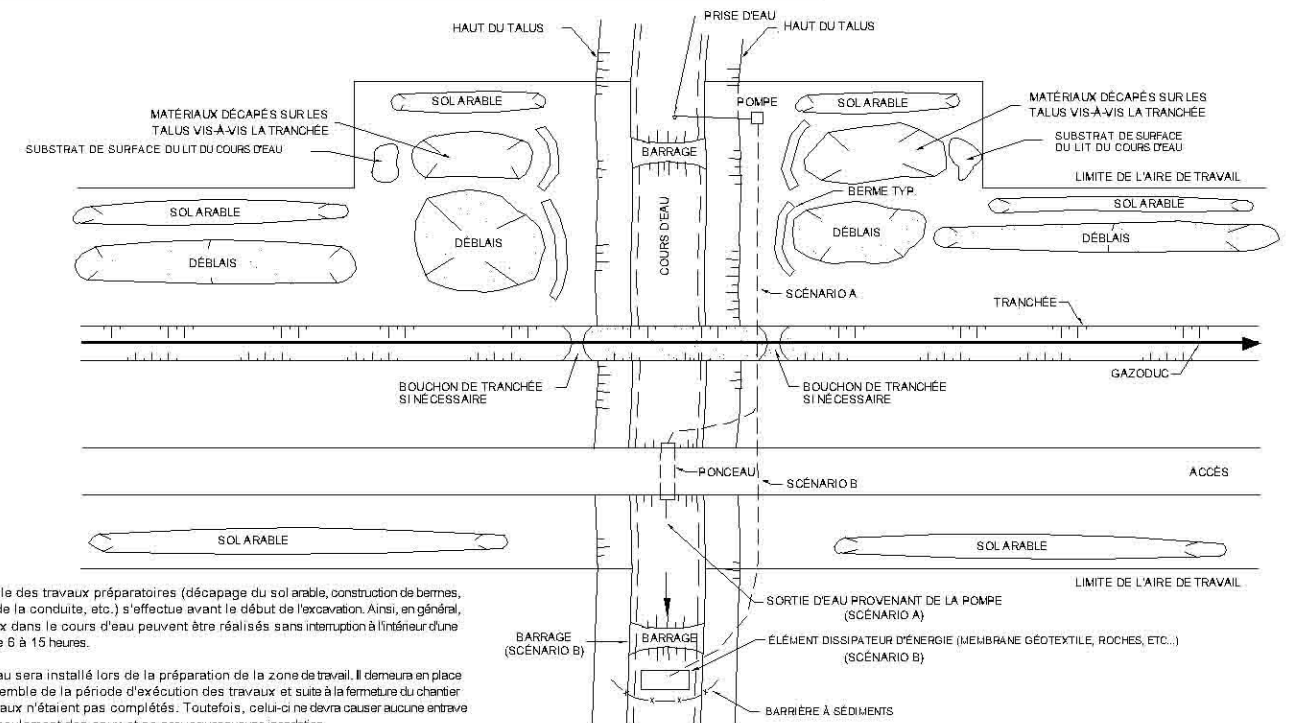 PRISE D'EAU
HAUT DU TALUS
HAUT DU TALUS
SOL ARABLE
POMPE
SOL ARABLE
MATÉRIAUX DÉCAPÉS SUR LES
TALUS VIS-À-VIS LA TRANCHÉE
MATÉRIAUX DÉCAPÉS SUR LES
TALUS VIS-À-VIS LA TRANCHÉE
SUBSTRAT DE SURFACE DU LIT DU COURS D'EAU
BARRAGE
SUBSTRAT DE SURFACE
DU LIT DU COURS D'EAU
LIMITE DE L'AIRE DE TRAVAIL
BERME TYP.
SOL ARABLE
SOL ARABLE
DÉBLAIS
DÉBLAIS
DÉBLAIS
DÉBLAIS
COURS D'EAU
SCÉNARIO A
TRANCHÉE
GAZODUC
BOUCHON DE TRANCHÉE
SI NÉCESSAIRE
BOUCHON DE TRANCHÉE
SI NÉCESSAIRE
PONCEAU
SCÉNARIO B
ACCÈS
SOL ARABLE
SOL ARABLE
LIMITE DE L'AIRE DE TRAVAIL
le des travaux préparatoires (décapage du sol arable, construction de bermes,
de la conduite, etc.) s'effectue avant le début de l'excavation. Ainsi, en général,
x dans le cours d'eau peuvent être réalisés sans interruption à l'intérieur d'une
e 6 à 15 heures.
SORTIE D'EAU PROVENANT DE LA POMPE
(SCÉNARIO A)
BARRAGE
(SCÉNARIO B)
BARRAGE
ÉLÉMENT DISSIPATEUR D'ÉNERGIE (MEMBRANE GÉOTEXTILE, ROCHES, ETC...)
(SCÉNARIO B)
au sera installé lors de la préparation de la zone de travail. Il demeura en place
emble de la période d'exécution des travaux et suite à la fermeture du chantier
aux n'étaient pas complétés. Toutefois, celui-ci ne devra causer aucune entrave
BARRIÈRE À SÉDIMENTS